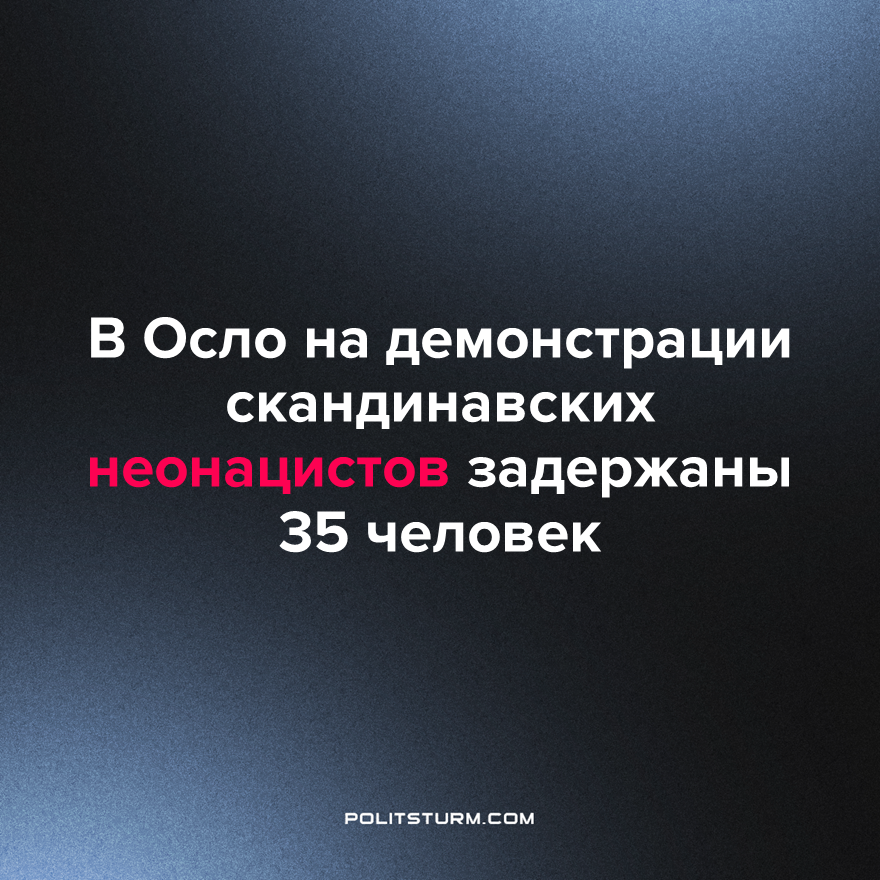 В Осло на демонстрации
скандинавских
неонацистов задержаны
35 человек
POLITSTURM.COM